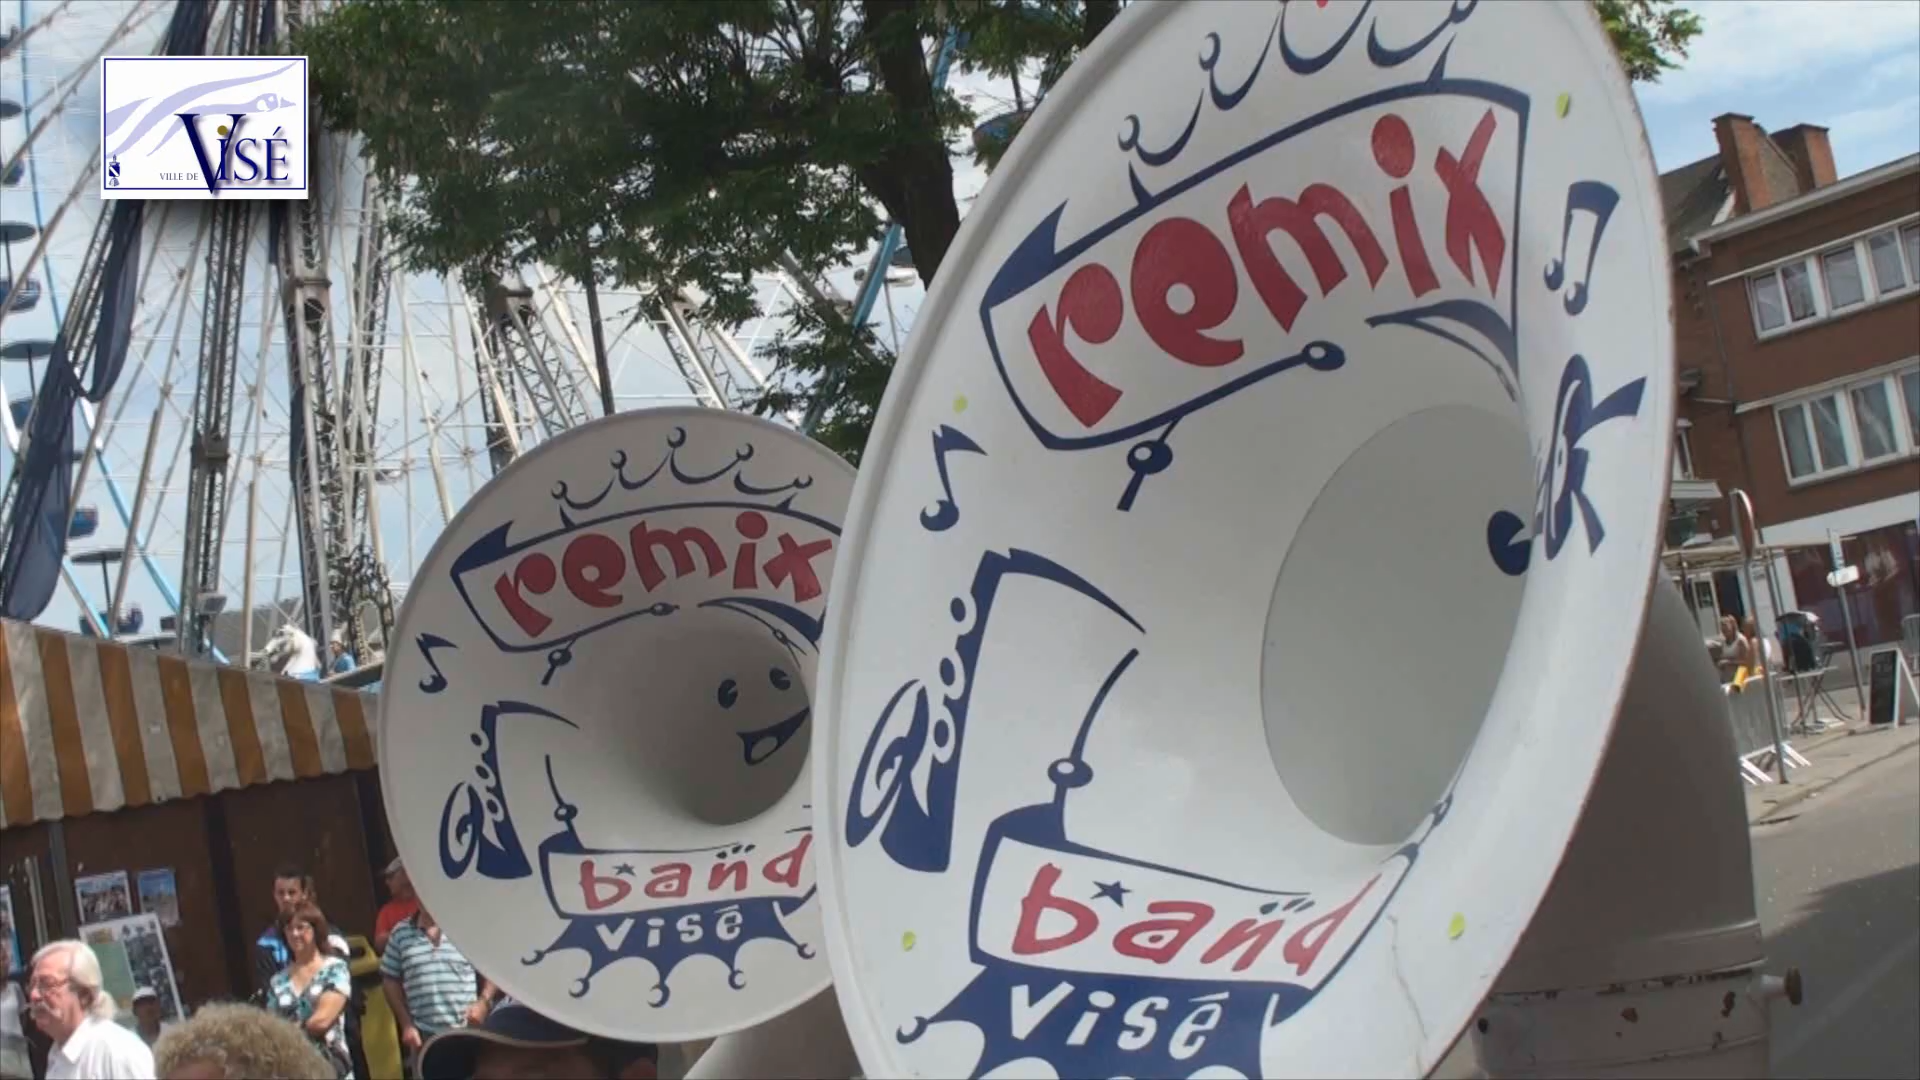 VILLE DE VISÉ
remix
band
visé
remix
band
visé